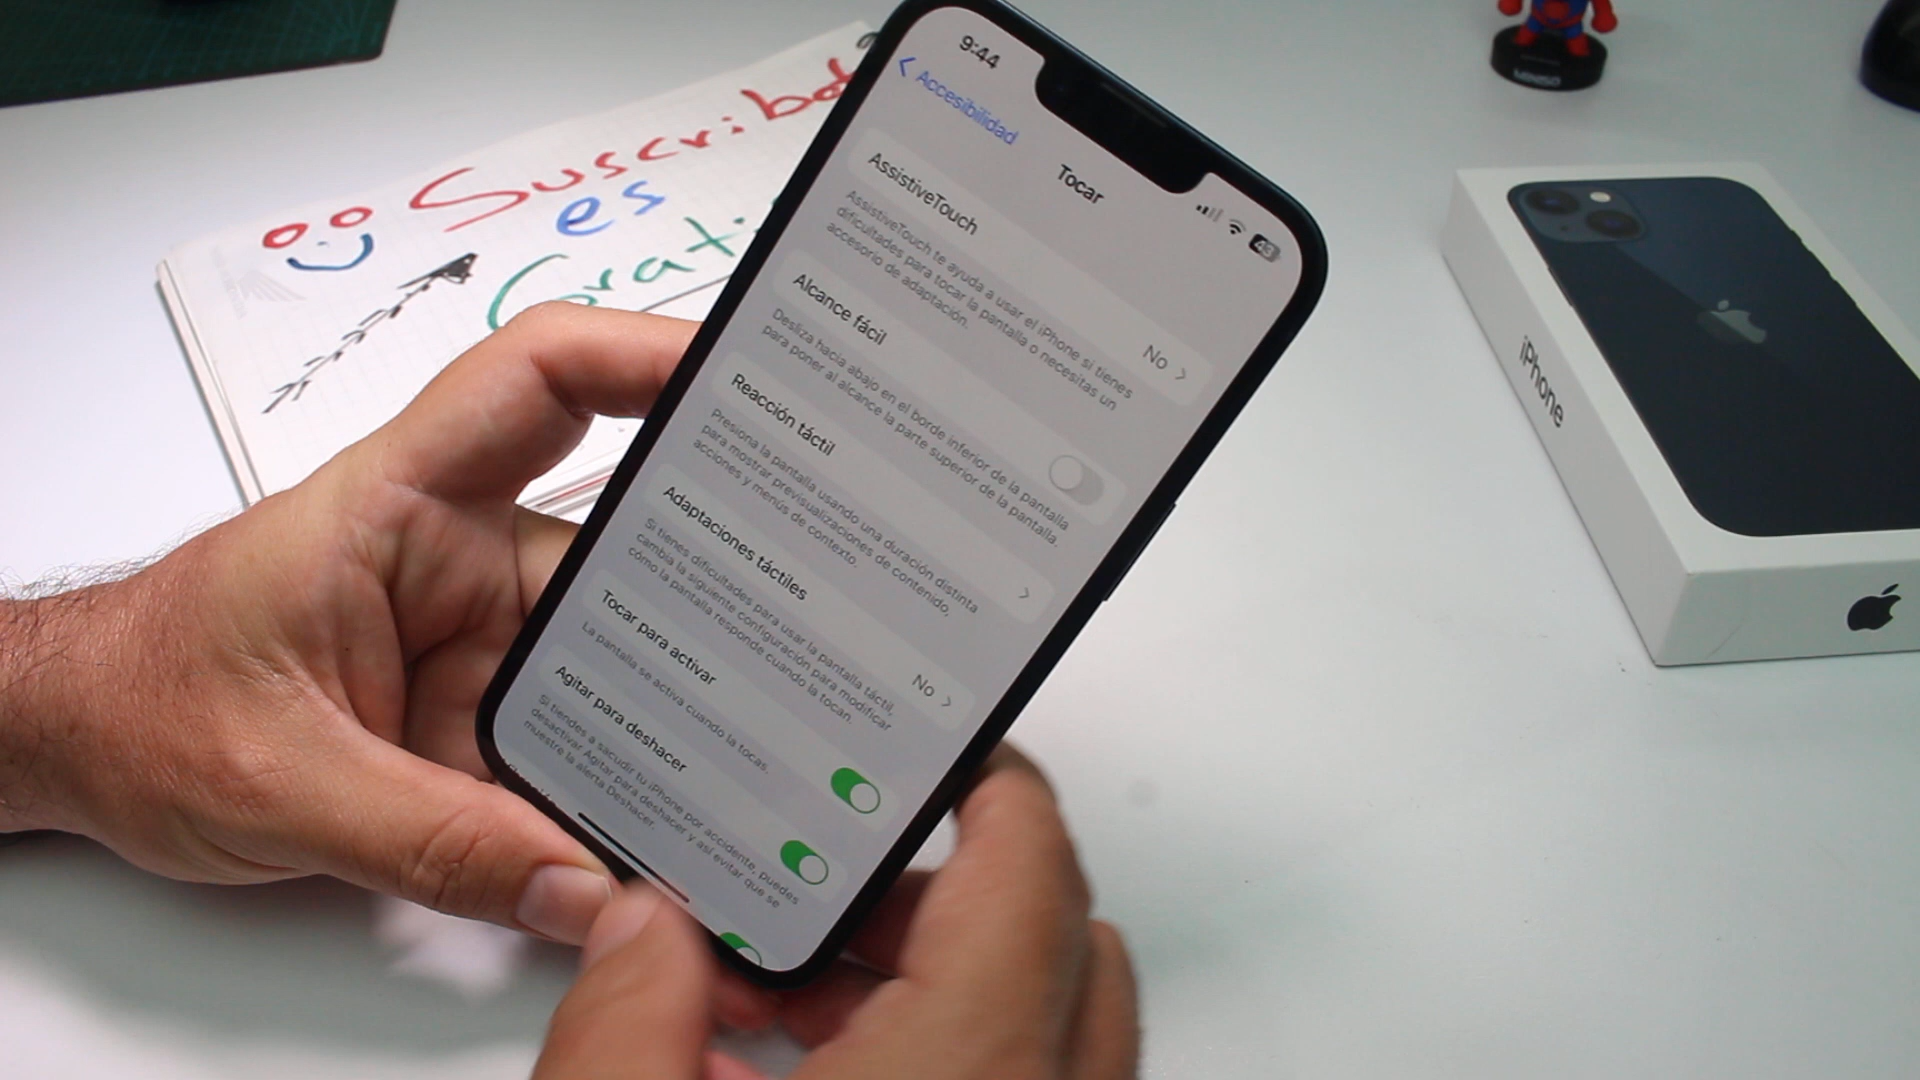 Suscribete
es
Gratis
9:44
Accesibilidad
Tocar
43
AssistiveTouch
No
AssistiveTouch te ayuda a usar el iPhone si tienes
dificultades para tocar la pantalla o necesitas un
accesorio de adaptación.
Alcance fácil
Desliza hacia abajo en el borde inferior de la pantalla
para poner al alcance la parte superior de la pantalla.
Reacción táctil
Presiona la pantalla usando una duración distinta
para mostrar previsualizaciones de contenido,
acciones y menús de contexto.
Adaptaciones táctiles
No
Si tienes dificultades para usar la pantalla táctil,
cambia la siguiente configuración para modificar
cómo la pantalla responde cuando la tocan.
Tocar para activar
La pantalla se activa cuando la tocas.
Agitar para deshacer
Si tiendes a sacudir tu iPhone por accidente, puedes
desactivar Agitar para deshacer y así evitar que se
muestre la alerta Deshacer.
iPhone
MINISO